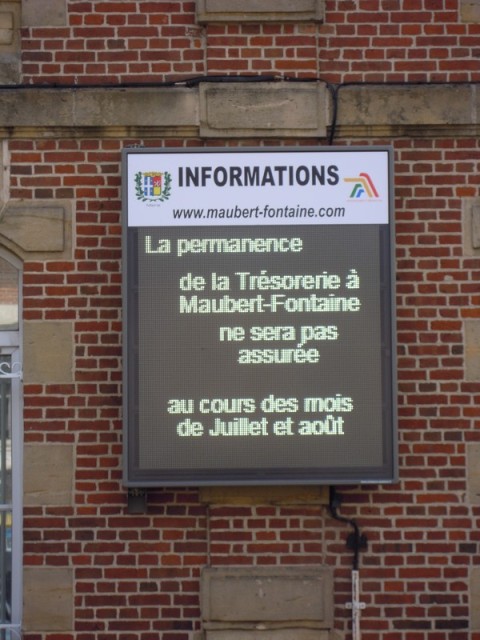 INFORMATIONS
www.maubert-fontaine.com
La permanence
de la Trésorerie à
Maubert-Fontaine
ne sera pas
assurée
au cours des mois
de Juillet et août